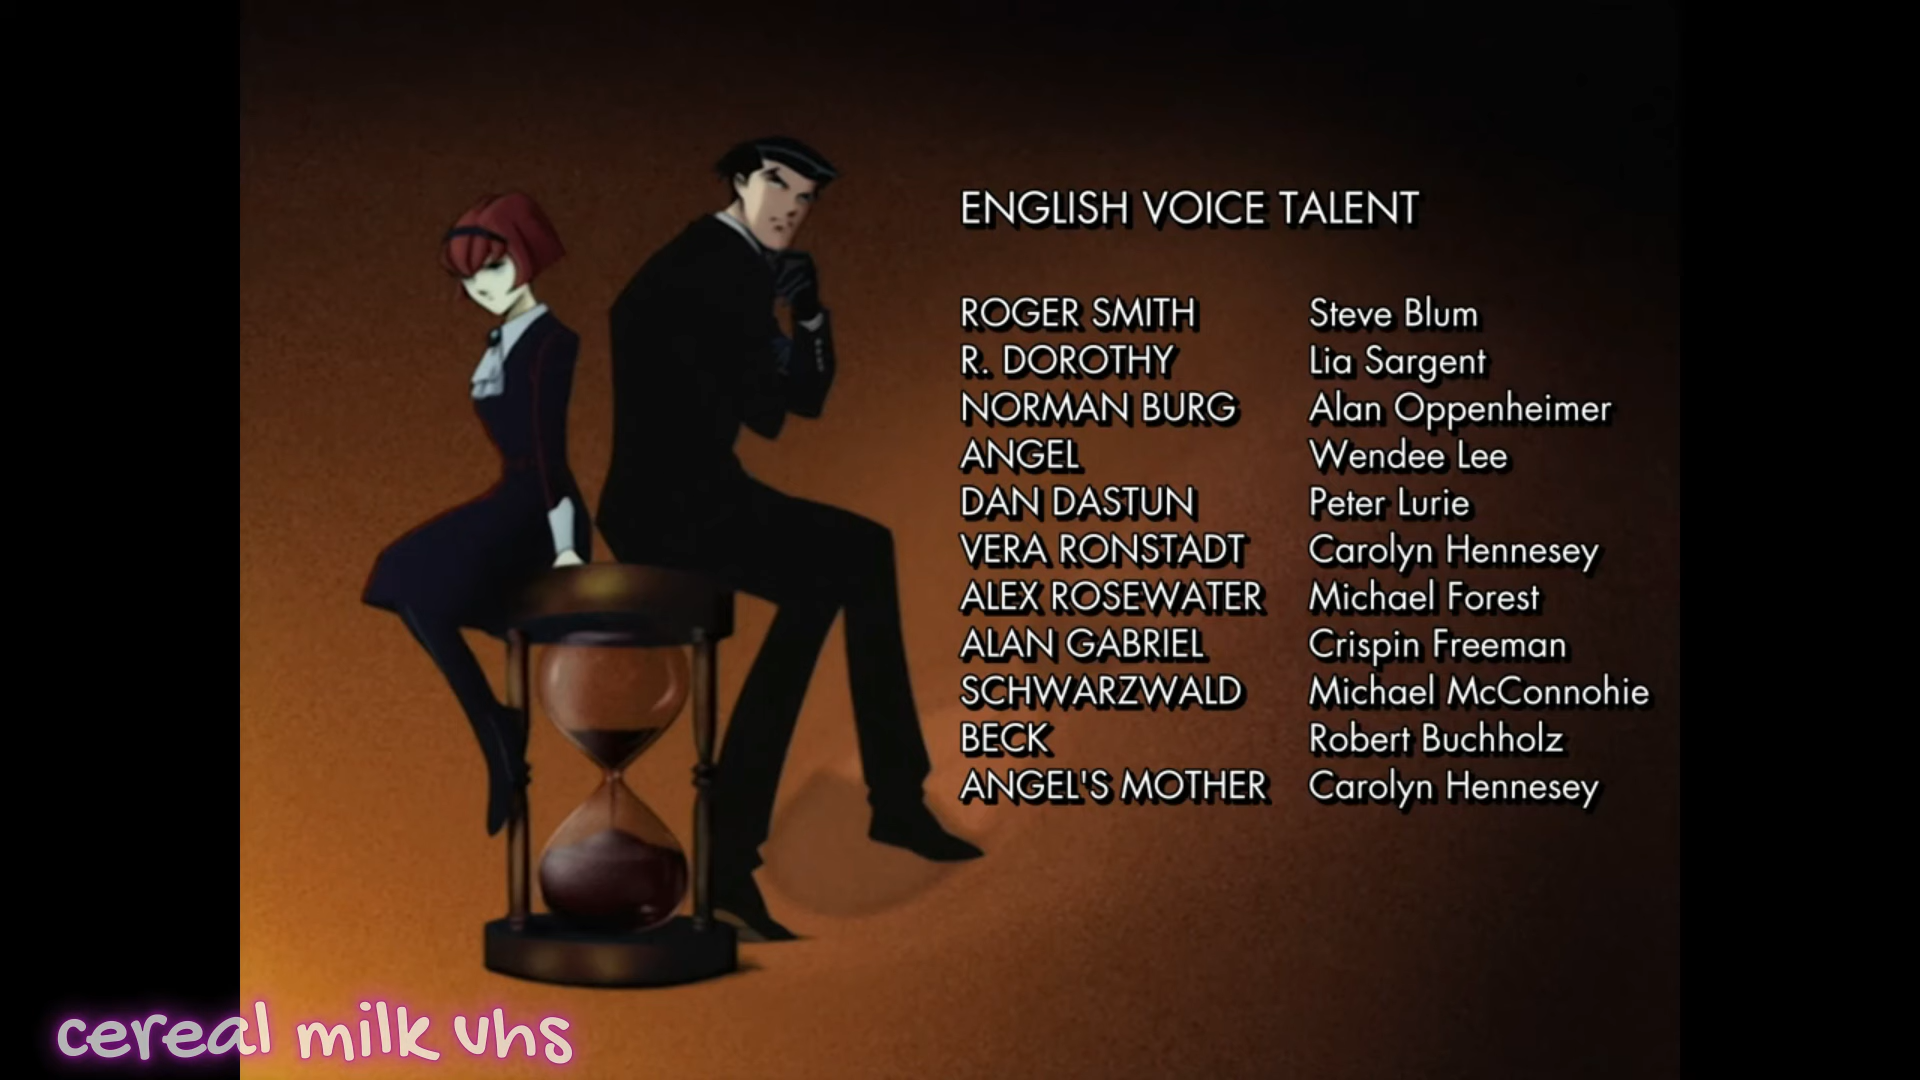 ENGLISH VOICE TALENT
ROGER SMITH Steve Blum
R. DOROTHY Lia Sargent
NORMAN BURG Alan Oppenheimer
ANGEL Wendee Lee
DAN DASTUN Peter Lurie
VERA RONSTADT Carolyn Hennesey
ALEX ROSEWATER Michael Forest
ALAN GABRIEL Crispin Freeman
SCHWARZWALD Michael McConnohie
BECK Robert Buchholz
ANGEL'S MOTHER Carolyn Hennesey
cereal milk vhs